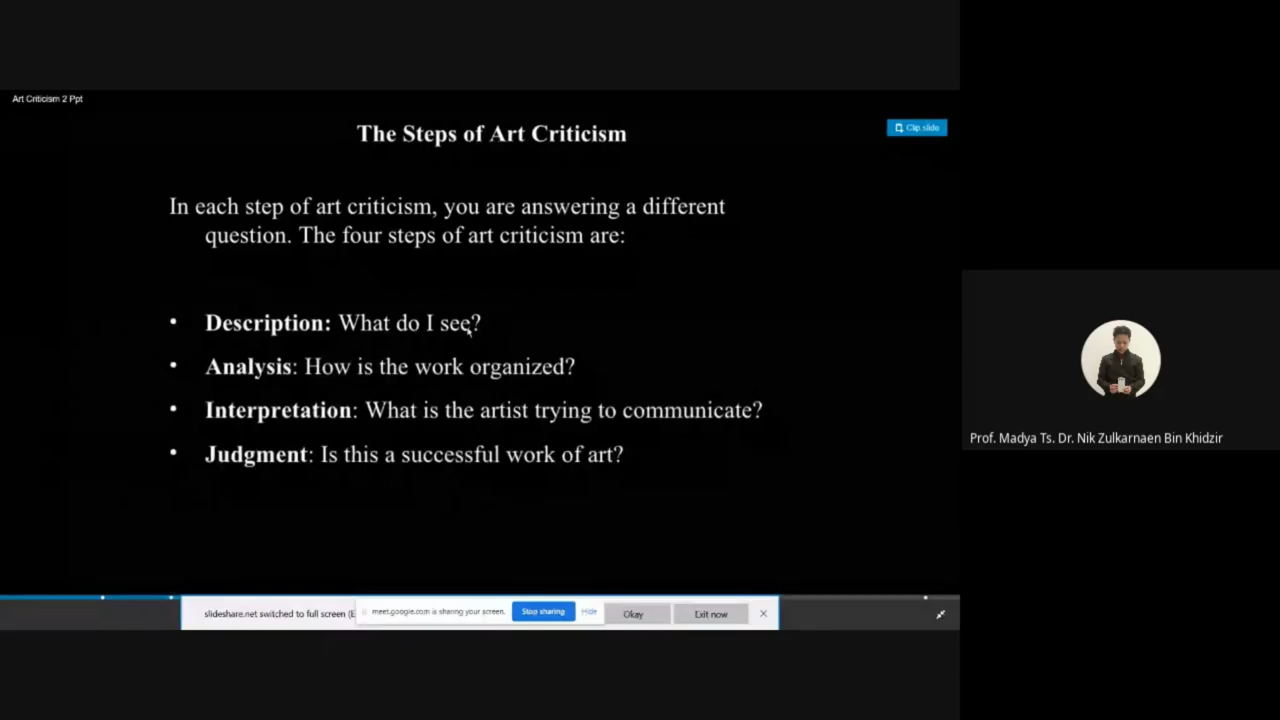 Art Criticism 2 Ppt
The Steps of Art Criticism
Clip slide
In each step of art criticism, you are answering a different
question. The four steps of art criticism are:
• Description: What do I see?
• Analysis: How is the work organized?
• Interpretation: What is the artist trying to communicate?
• Judgment: Is this a successful work of art?
Prof. Madya Ts. Dr. Nik Zulkarnaen Bin Khidzir
slideshare.net switched to full screen (E
meet.google.com is sharing your screen. Stop sharing Hide
Okay Exit now